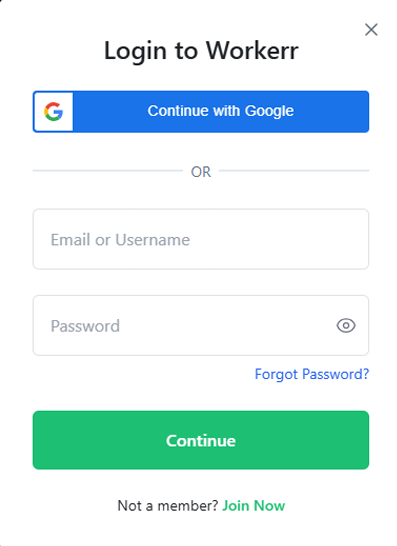 Login to Workerr
Continue with Google
OR
Email or Username
Password
Forgot Password?
Continue
Not a member? Join Now